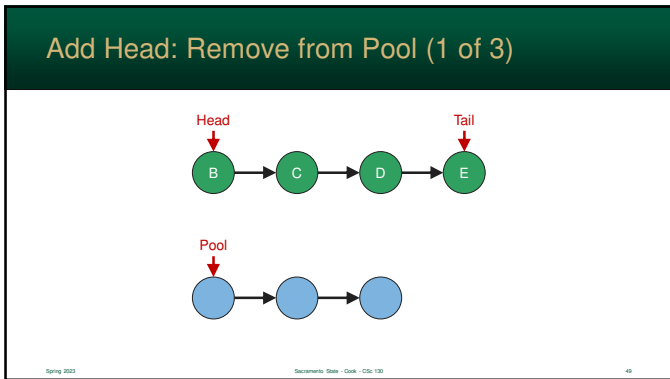 Add Head: Remove from Pool (1 of 3)
Head Tail
B C D E
Pool
Spring 2023 Sacramento State - Cook - CSc 130 49